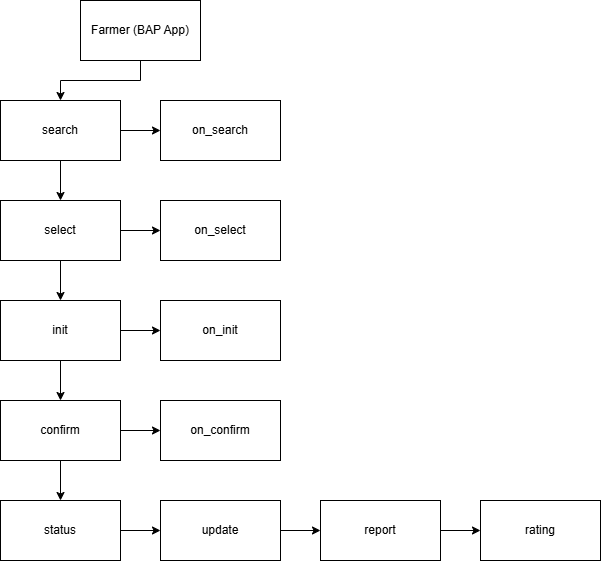 Farmer (BAP App)
search
on_search
select
on_select
init
on_init
confirm
on_confirm
status
update
report
rating